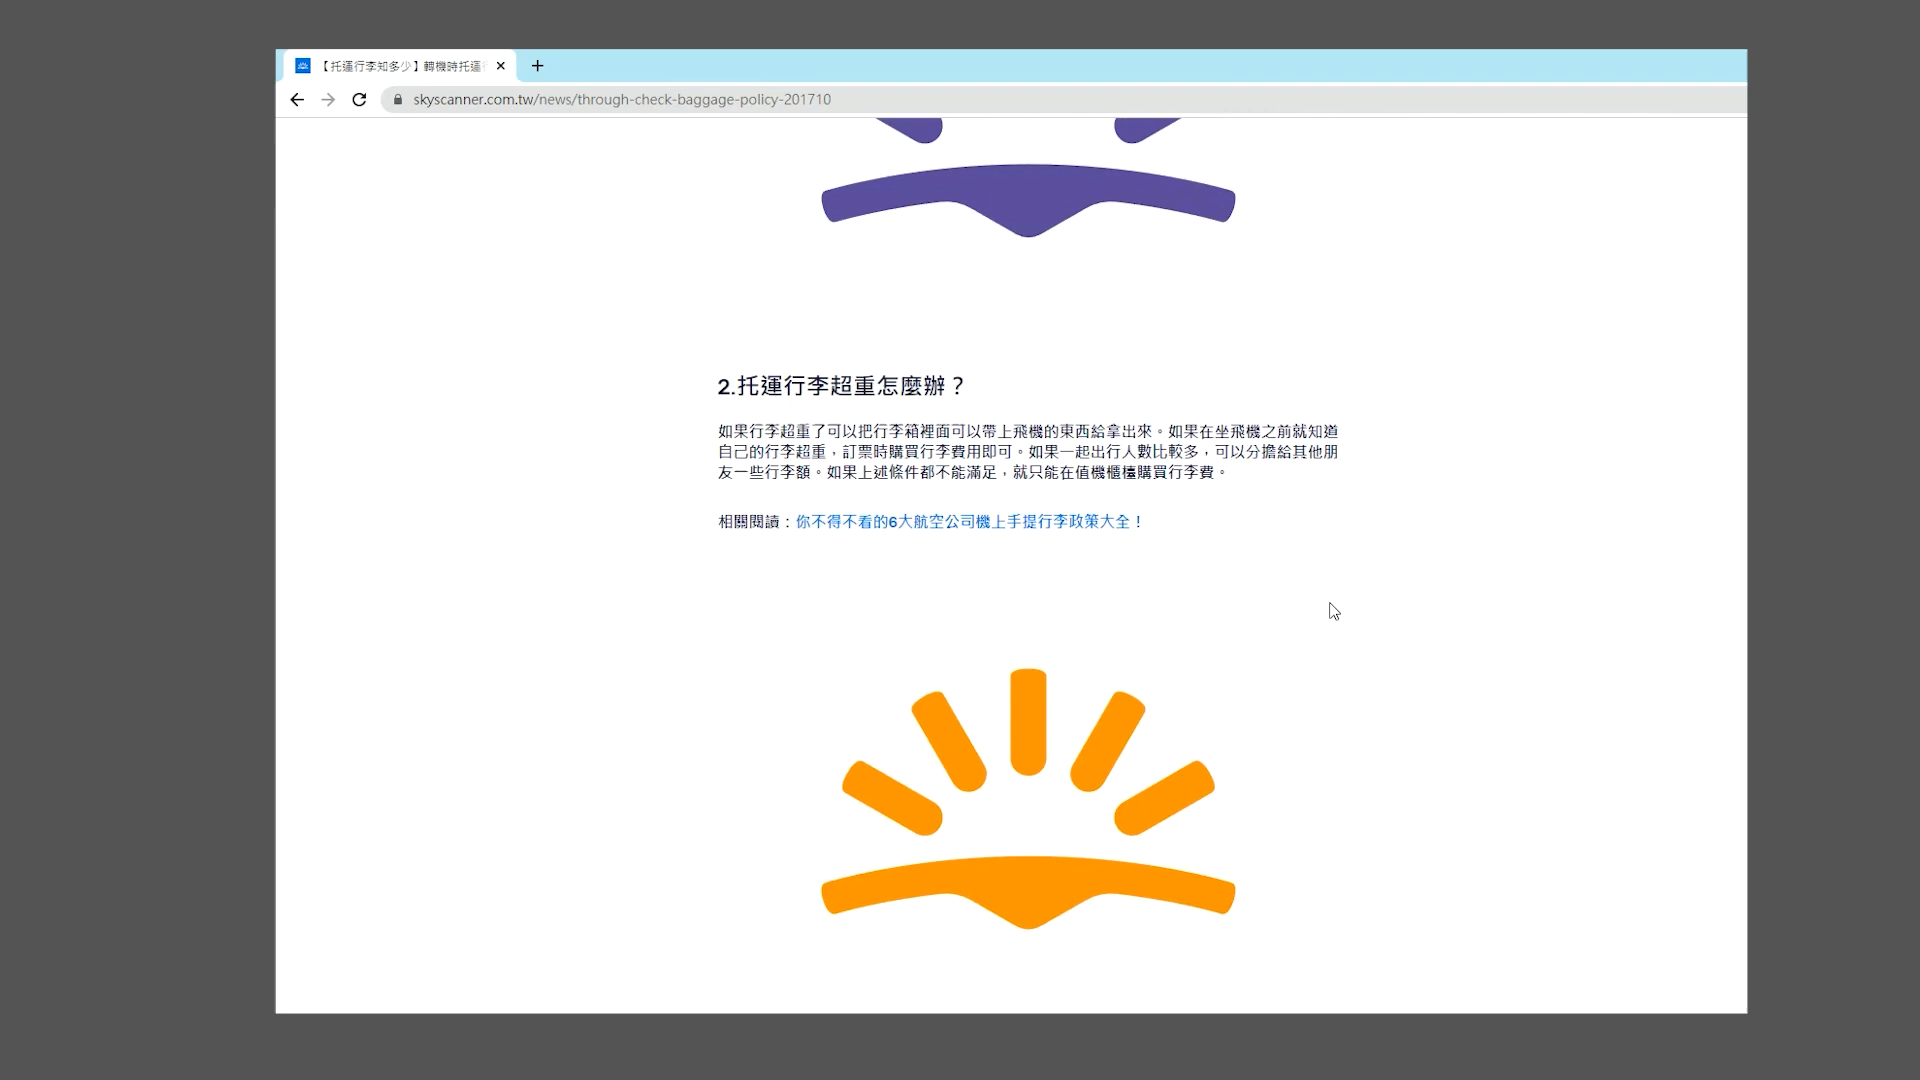 【托運行李知多少】轉機時托運
skyscanner.com.tw/news/through-check-baggage-policy-201710
2.托運行李超重怎麼辦？
如果行李超重了可以把行李箱裡面可以帶上飛機的東西給拿出來。如果在坐飛機之前就知道
自己的行李超重，訂票時購買行李費用即可。如果一起出行人數比較多，可以分擔給其他朋
友一些行李額。如果上述條件都不能滿足，就只能在值機櫃檯購買行李費。
相關閱讀：你不得不看的6大航空公司機上手提行李政策大全！